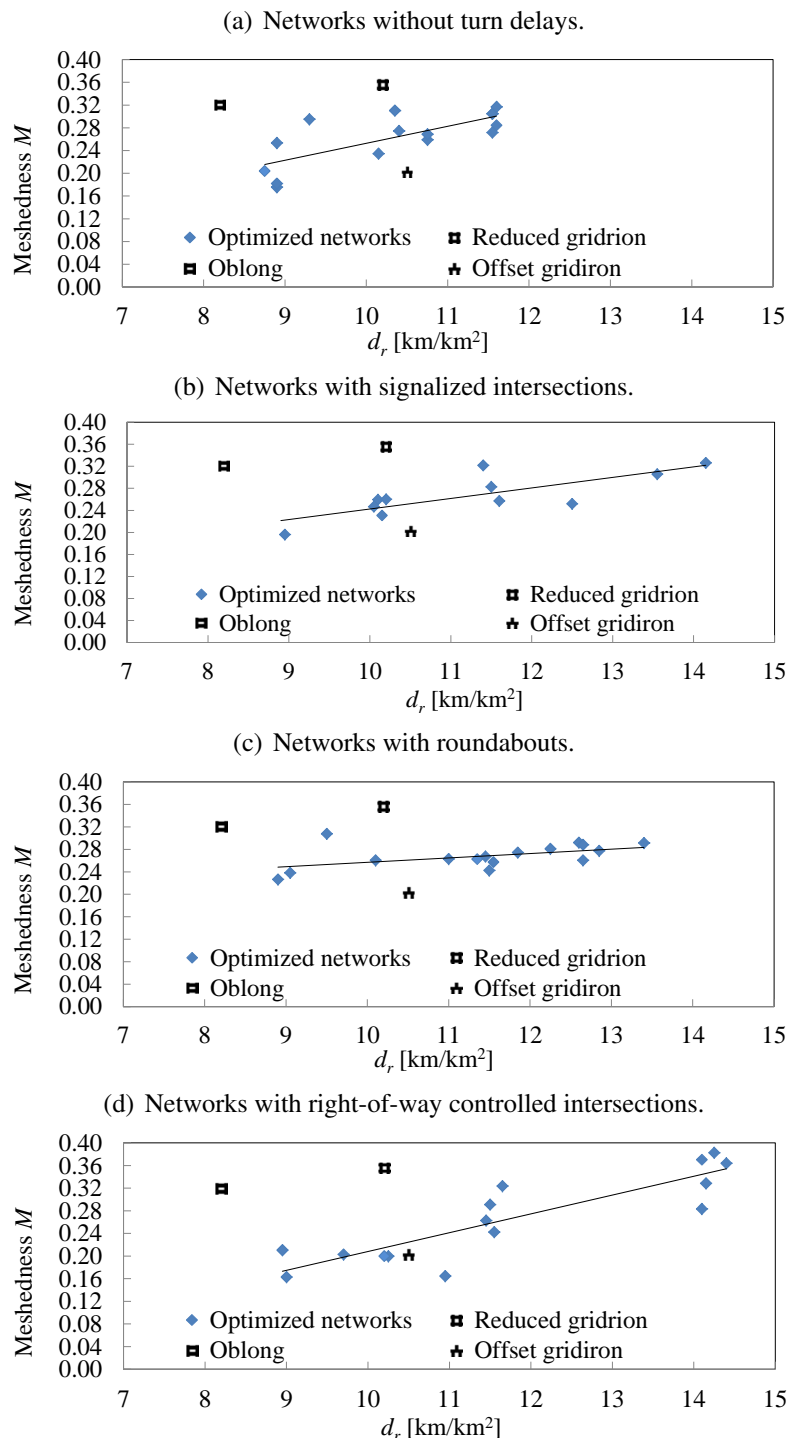 (a) Networks without turn delays.
0.40
0.36
0.32
0.28
0.24
0.20
0.16
0.12
0.08
0.04
0.00
Meshedness M
Optimized networks
Reduced gridrion
Oblong
Offset gridiron
7 8 9 10 11 12 13 14 15
dr [km/km²]
(b) Networks with signalized intersections.
0.40
0.36
0.32
0.28
0.24
0.20
0.16
0.12
0.08
0.04
0.00
Meshedness M
Optimized networks
Reduced gridrion
Oblong
Offset gridiron
7 8 9 10 11 12 13 14 15
dr [km/km²]
(c) Networks with roundabouts.
0.40
0.36
0.32
0.28
0.24
0.20
0.16
0.12
0.08
0.04
0.00
Meshedness M
Optimized networks
Reduced gridrion
Oblong
Offset gridiron
7 8 9 10 11 12 13 14 15
dr [km/km²]
(d) Networks with right-of-way controlled intersections.
0.40
0.36
0.32
0.28
0.24
0.20
0.16
0.12
0.08
0.04
0.00
Meshedness M
Optimized networks
Reduced gridrion
Oblong
Offset gridiron
7 8 9 10 11 12 13 14 15
dr [km/km²]